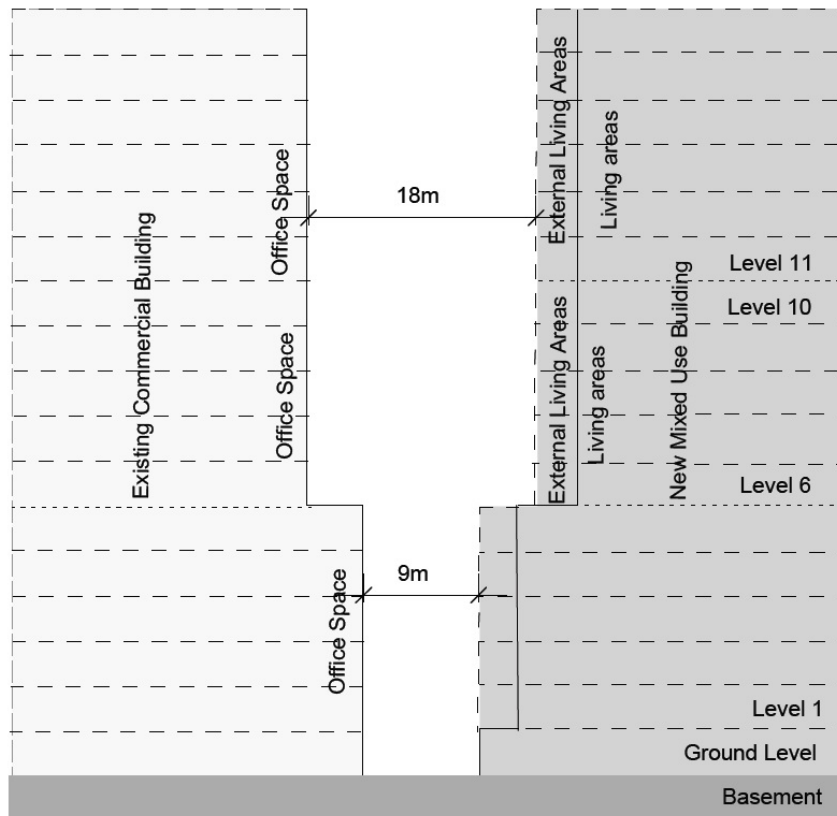 Existing Commercial Building
Office Space
18m
External Living Areas
Living areas
Level 11
Level 10
Office Space
External Living Areas
Living areas
New Mixed Use Building
Level 6
9m
Office Space
Level 1
Ground Level
Basement